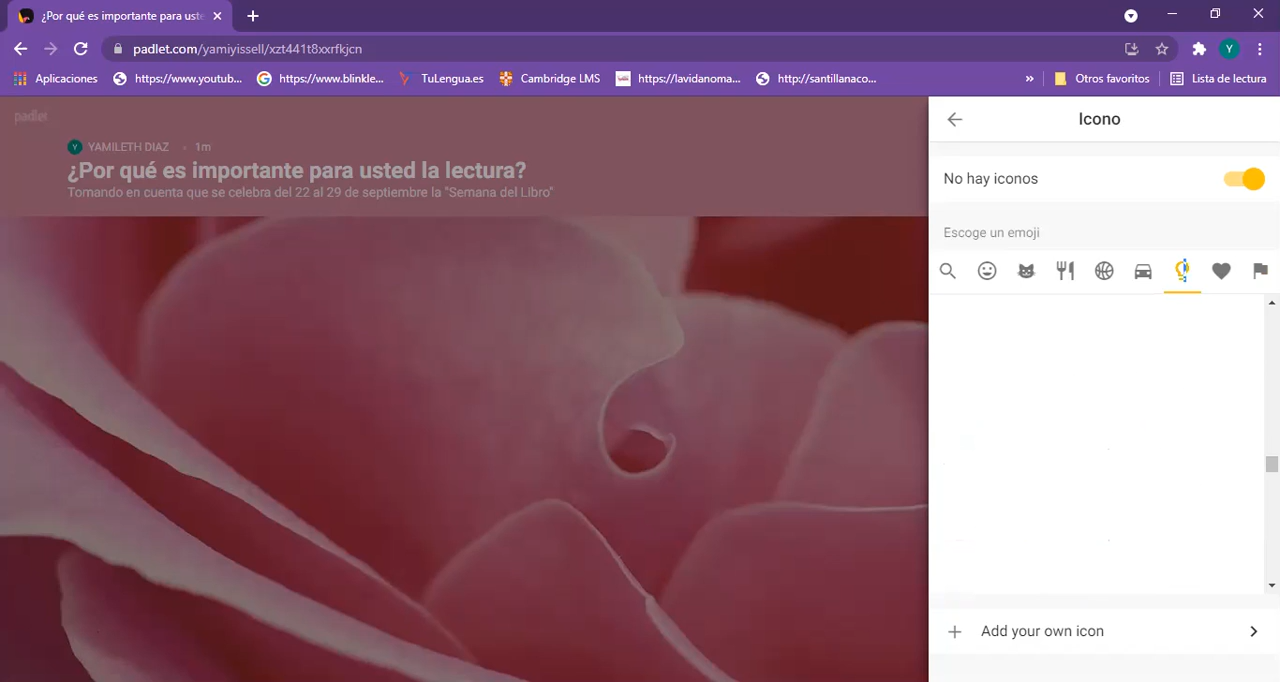 ¿Por qué es importante para uste
padlet.com/yamiyissell/xzt441t8xxrfkjcn
Y
Aplicaciones
https://www.youtub...
https://www.blinkle...
TuLengua.es
Cambridge LMS
https://lavidanoma...
http://santillanaco...
»
Otros favoritos
Lista de lectura
padlet
Y YAMILETH DIAZ • 1m
¿Por qué es importante para usted la lectura?
Tomando en cuenta que se celebra del 22 al 29 de septiembre la "Semana del Libro"
Icono
No hay iconos
Escoge un emoji
Add your own icon